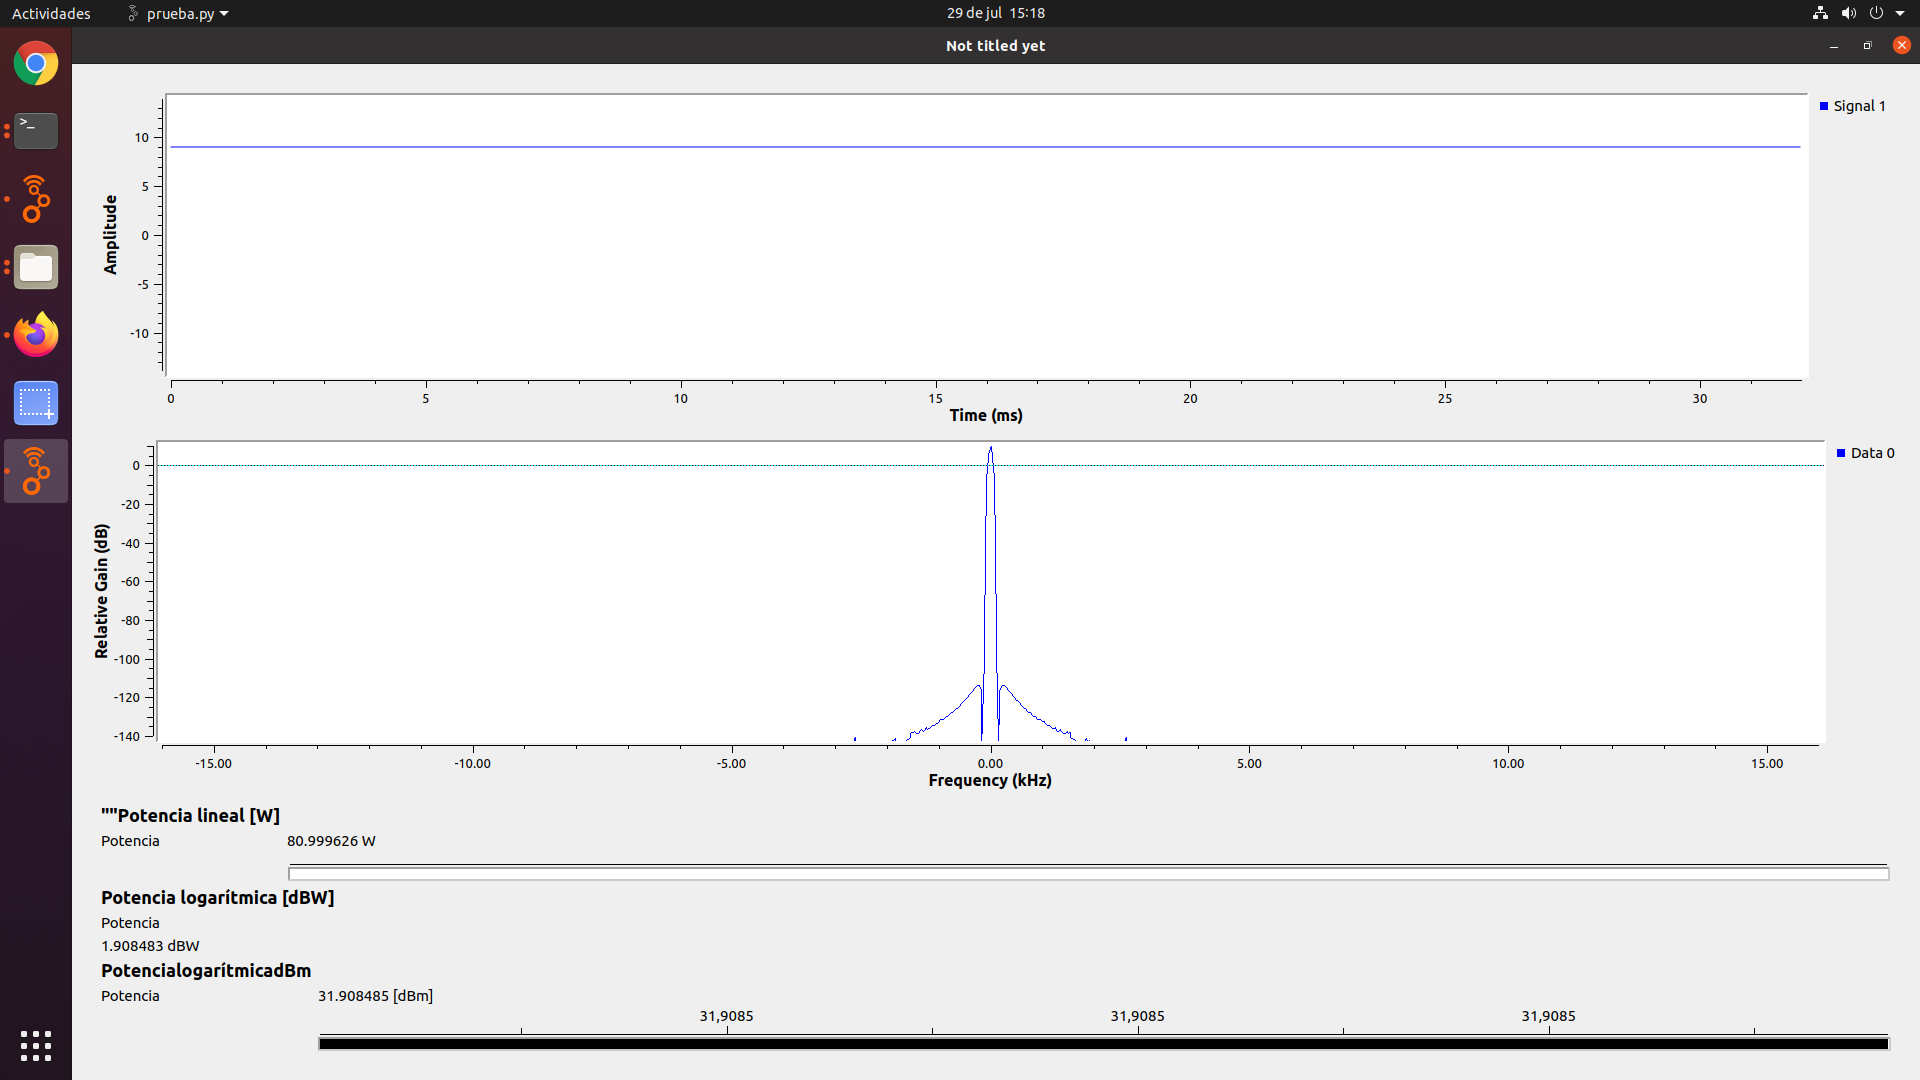 Actividades prueba.py 29 de jul 15:18
Not titled yet
Signal 1
10
5
0
-5
-10
Amplitude
0 5 10 15 20 25 30
Time (ms)
Data 0
0
-20
-40
-60
-80
-100
-120
-140
Relative Gain (dB)
-15.00 -10.00 -5.00 0.00 5.00 10.00 15.00
Frequency (kHz)
""Potencia lineal [W]
Potencia 80.999626 W
Potencia logarítmica [dBW]
Potencia
1.908483 dBW
PotencialogarítmicadBm
Potencia 31.908485 [dBm]
31,9085 31,9085 31,9085